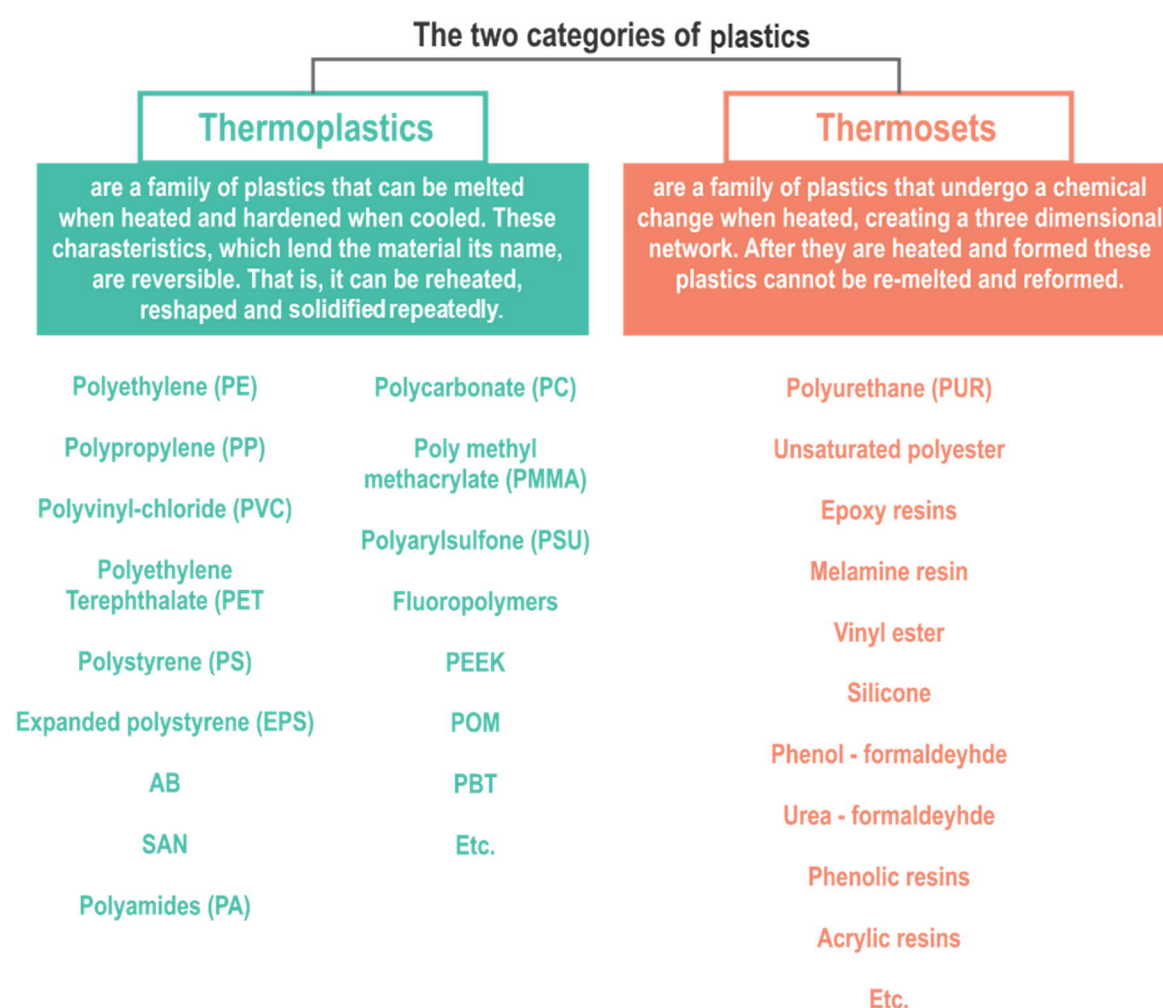 The two categories of plastics
Thermoplastics
are a family of plastics that can be melted
when heated and hardened when cooled. These
charasteristics, which lend the material its name,
are reversible. That is, it can be reheated,
reshaped and solidified repeatedly.
Polyethylene (PE)
Polypropylene (PP)
Polyvinyl-chloride (PVC)
Polyethylene
Terephthalate (PET
Polystyrene (PS)
Expanded polystyrene (EPS)
AB
SAN
Polyamides (PA)
Polycarbonate (PC)
Poly methyl
methacrylate (PMMA)
Polyarylsulfone (PSU)
Fluoropolymers
PEEK
POM
PBT
Etc.
Thermosets
are a family of plastics that undergo a chemical
change when heated, creating a three dimensional
network. After they are heated and formed these
plastics cannot be re-melted and reformed.
Polyurethane (PUR)
Unsaturated polyester
Epoxy resins
Melamine resin
Vinyl ester
Silicone
Phenol - formaldeyhde
Urea - formaldeyhde
Phenolic resins
Acrylic resins
Etc.